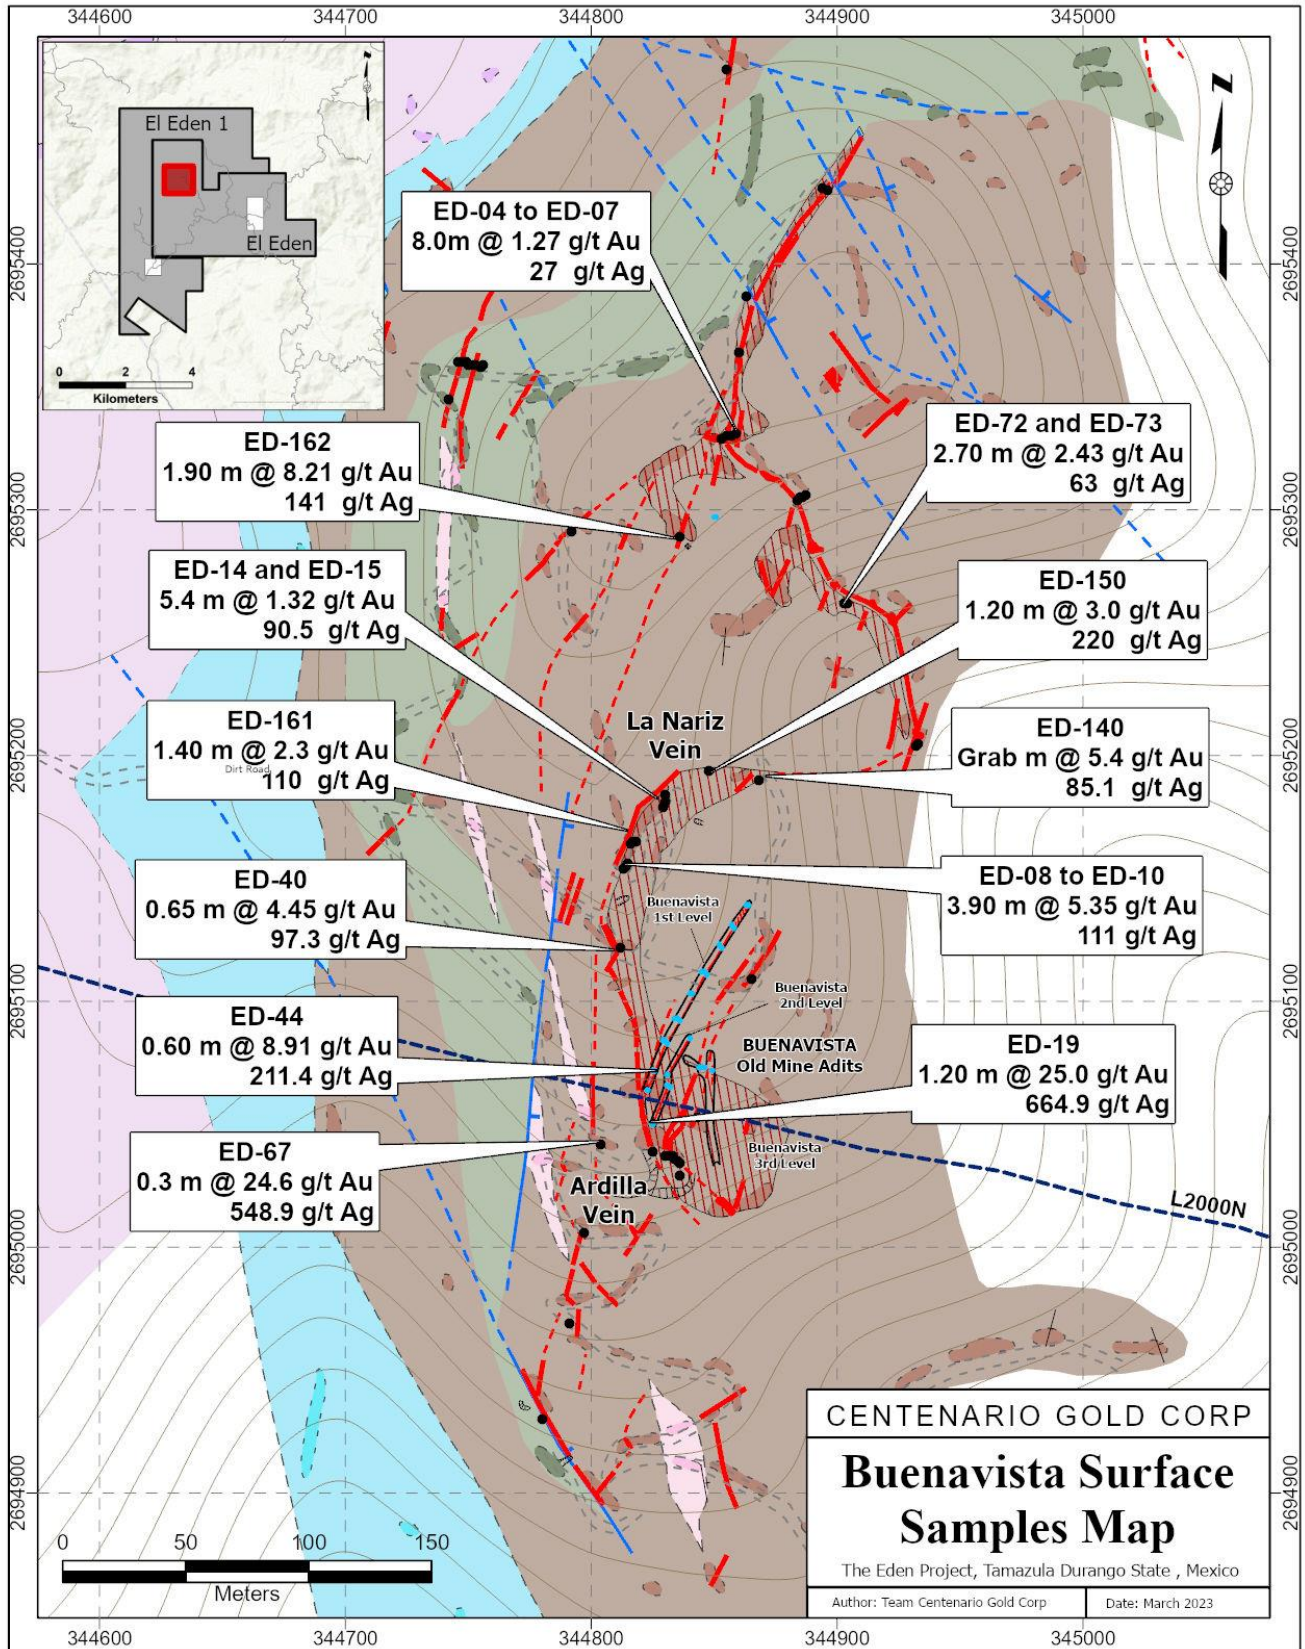 344600
344700
344800
344900
345000
El Eden 1
El Eden
0 2 4
Kilometers
N
2695400
2695400
ED-04 to ED-07
8.0m @ 1.27 g/t Au
27 g/t Ag
ED-162
1.90 m @ 8.21 g/t Au
141 g/t Ag
ED-72 and ED-73
2.70 m @ 2.43 g/t Au
63 g/t Ag
2695300
2695300
ED-14 and ED-15
5.4 m @ 1.32 g/t Au
90.5 g/t Ag
ED-150
1.20 m @ 3.0 g/t Au
220 g/t Ag
ED-161
1.40 m @ 2.3 g/t Au
110 g/t Ag
Dirt Road
La Nariz
Vein
ED-140
Grab m @ 5.4 g/t Au
85.1 g/t Ag
2695200
2695200
ED-40
0.65 m @ 4.45 g/t Au
97.3 g/t Ag
Buenavista
1st Level
ED-08 to ED-10
3.90 m @ 5.35 g/t Au
111 g/t Ag
2695100
2695100
Buenavista
2nd Level
ED-44
0.60 m @ 8.91 g/t Au
211.4 g/t Ag
BUENAVISTA
Old Mine Adits
ED-19
1.20 m @ 25.0 g/t Au
664.9 g/t Ag
ED-67
0.3 m @ 24.6 g/t Au
548.9 g/t Ag
Buenavista
3rd Level
Ardilla
Vein
L2000N
2695000
2695000
2694900
2694900
0 50 100 150
Meters
CENTENARIO GOLD CORP
Buenavista Surface
Samples Map
The Eden Project, Tamazula Durango State , Mexico
Author: Team Centenario Gold Corp
Date: March 2023
344600
344700
344800
344900
345000